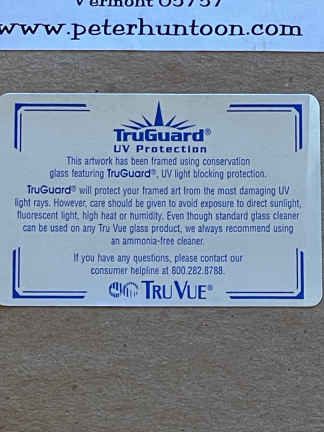 Vermont 05757
www.peterhuntoon.com
TruGuard®
UV Protection
This artwork has been framed using conservation
glass featuring TruGuard®, UV light blocking protection.
TruGuard® will protect your framed art from the most damaging UV
light rays. However, care should be given to avoid exposure to direct sunlight,
fluorescent light, high heat or humidity. Even though standard glass cleaner
can be used on any Tru Vue glass product, we always recommend using
an ammonia-free cleaner.
If you have any questions, please contact our
consumer helpline at 800.282.8788.
TRU VUE®